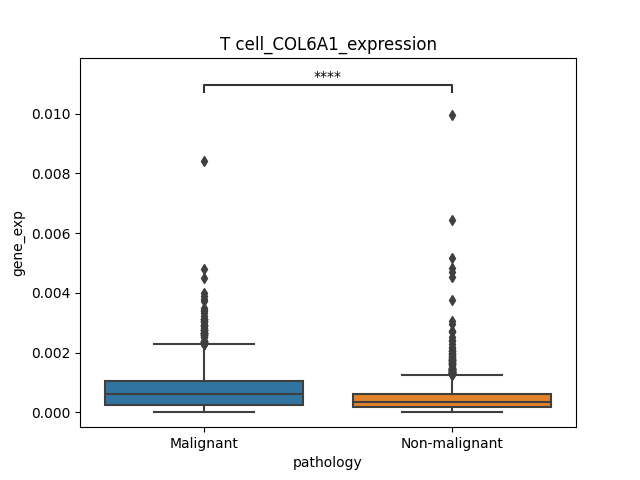 T cell_COL6A1_expression
****
0.010
0.008
0.006
0.004
0.002
0.000
gene_exp
Malignant
Non-malignant
pathology